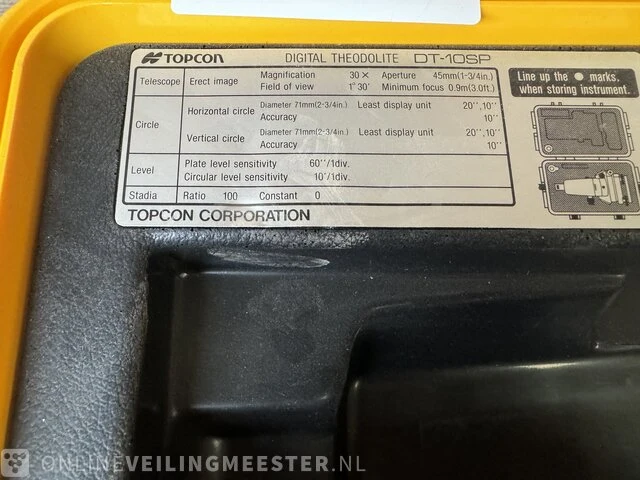 TOPCON DIGITAL THEODOLITE DT-10SP
Telescope Erect image Magnification 30× Aperture 45mm(1-3/4in.)
Field of view 1°30' Minimum focus 0.9m(3.0ft.)
Circle Horizontal circle Diameter 71mm(2-3/4in.) Least display unit 20'',10''
Accuracy 10''
Vertical circle Diameter 71mm(2-3/4in.) Least display unit 20'',10''
Accuracy 10''
Level Plate level sensitivity 60''/1div.
Circular level sensitivity 10'/1div.
Stadia Ratio 100 Constant 0
TOPCON CORPORATION
Line up the ● marks,
when storing instrument.
ONLINEVEILINGMEESTER.NL